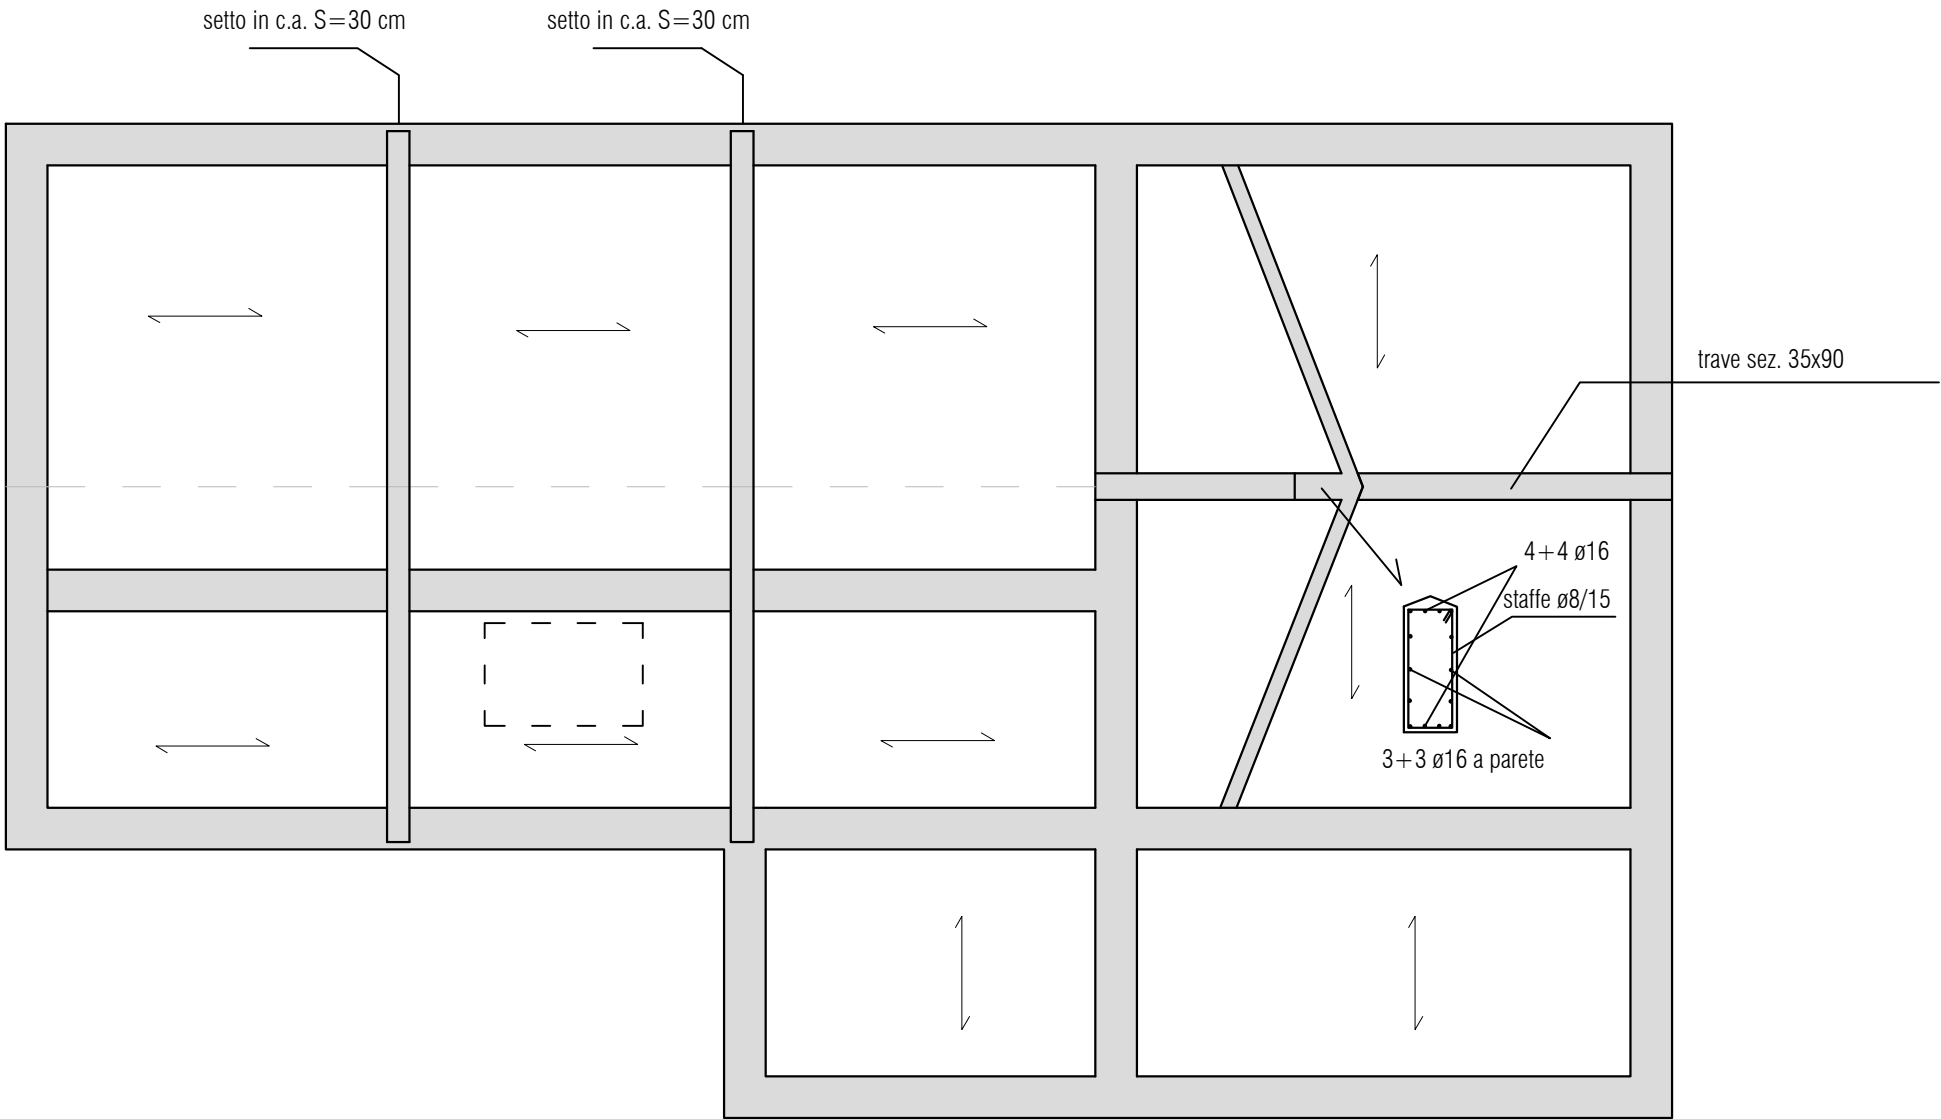 setto in c.a. S=30 cm
setto in c.a. S=30 cm
trave sez. 35x90
4+4 ø16
staffe ø8/15
3+3 ø16 a parete